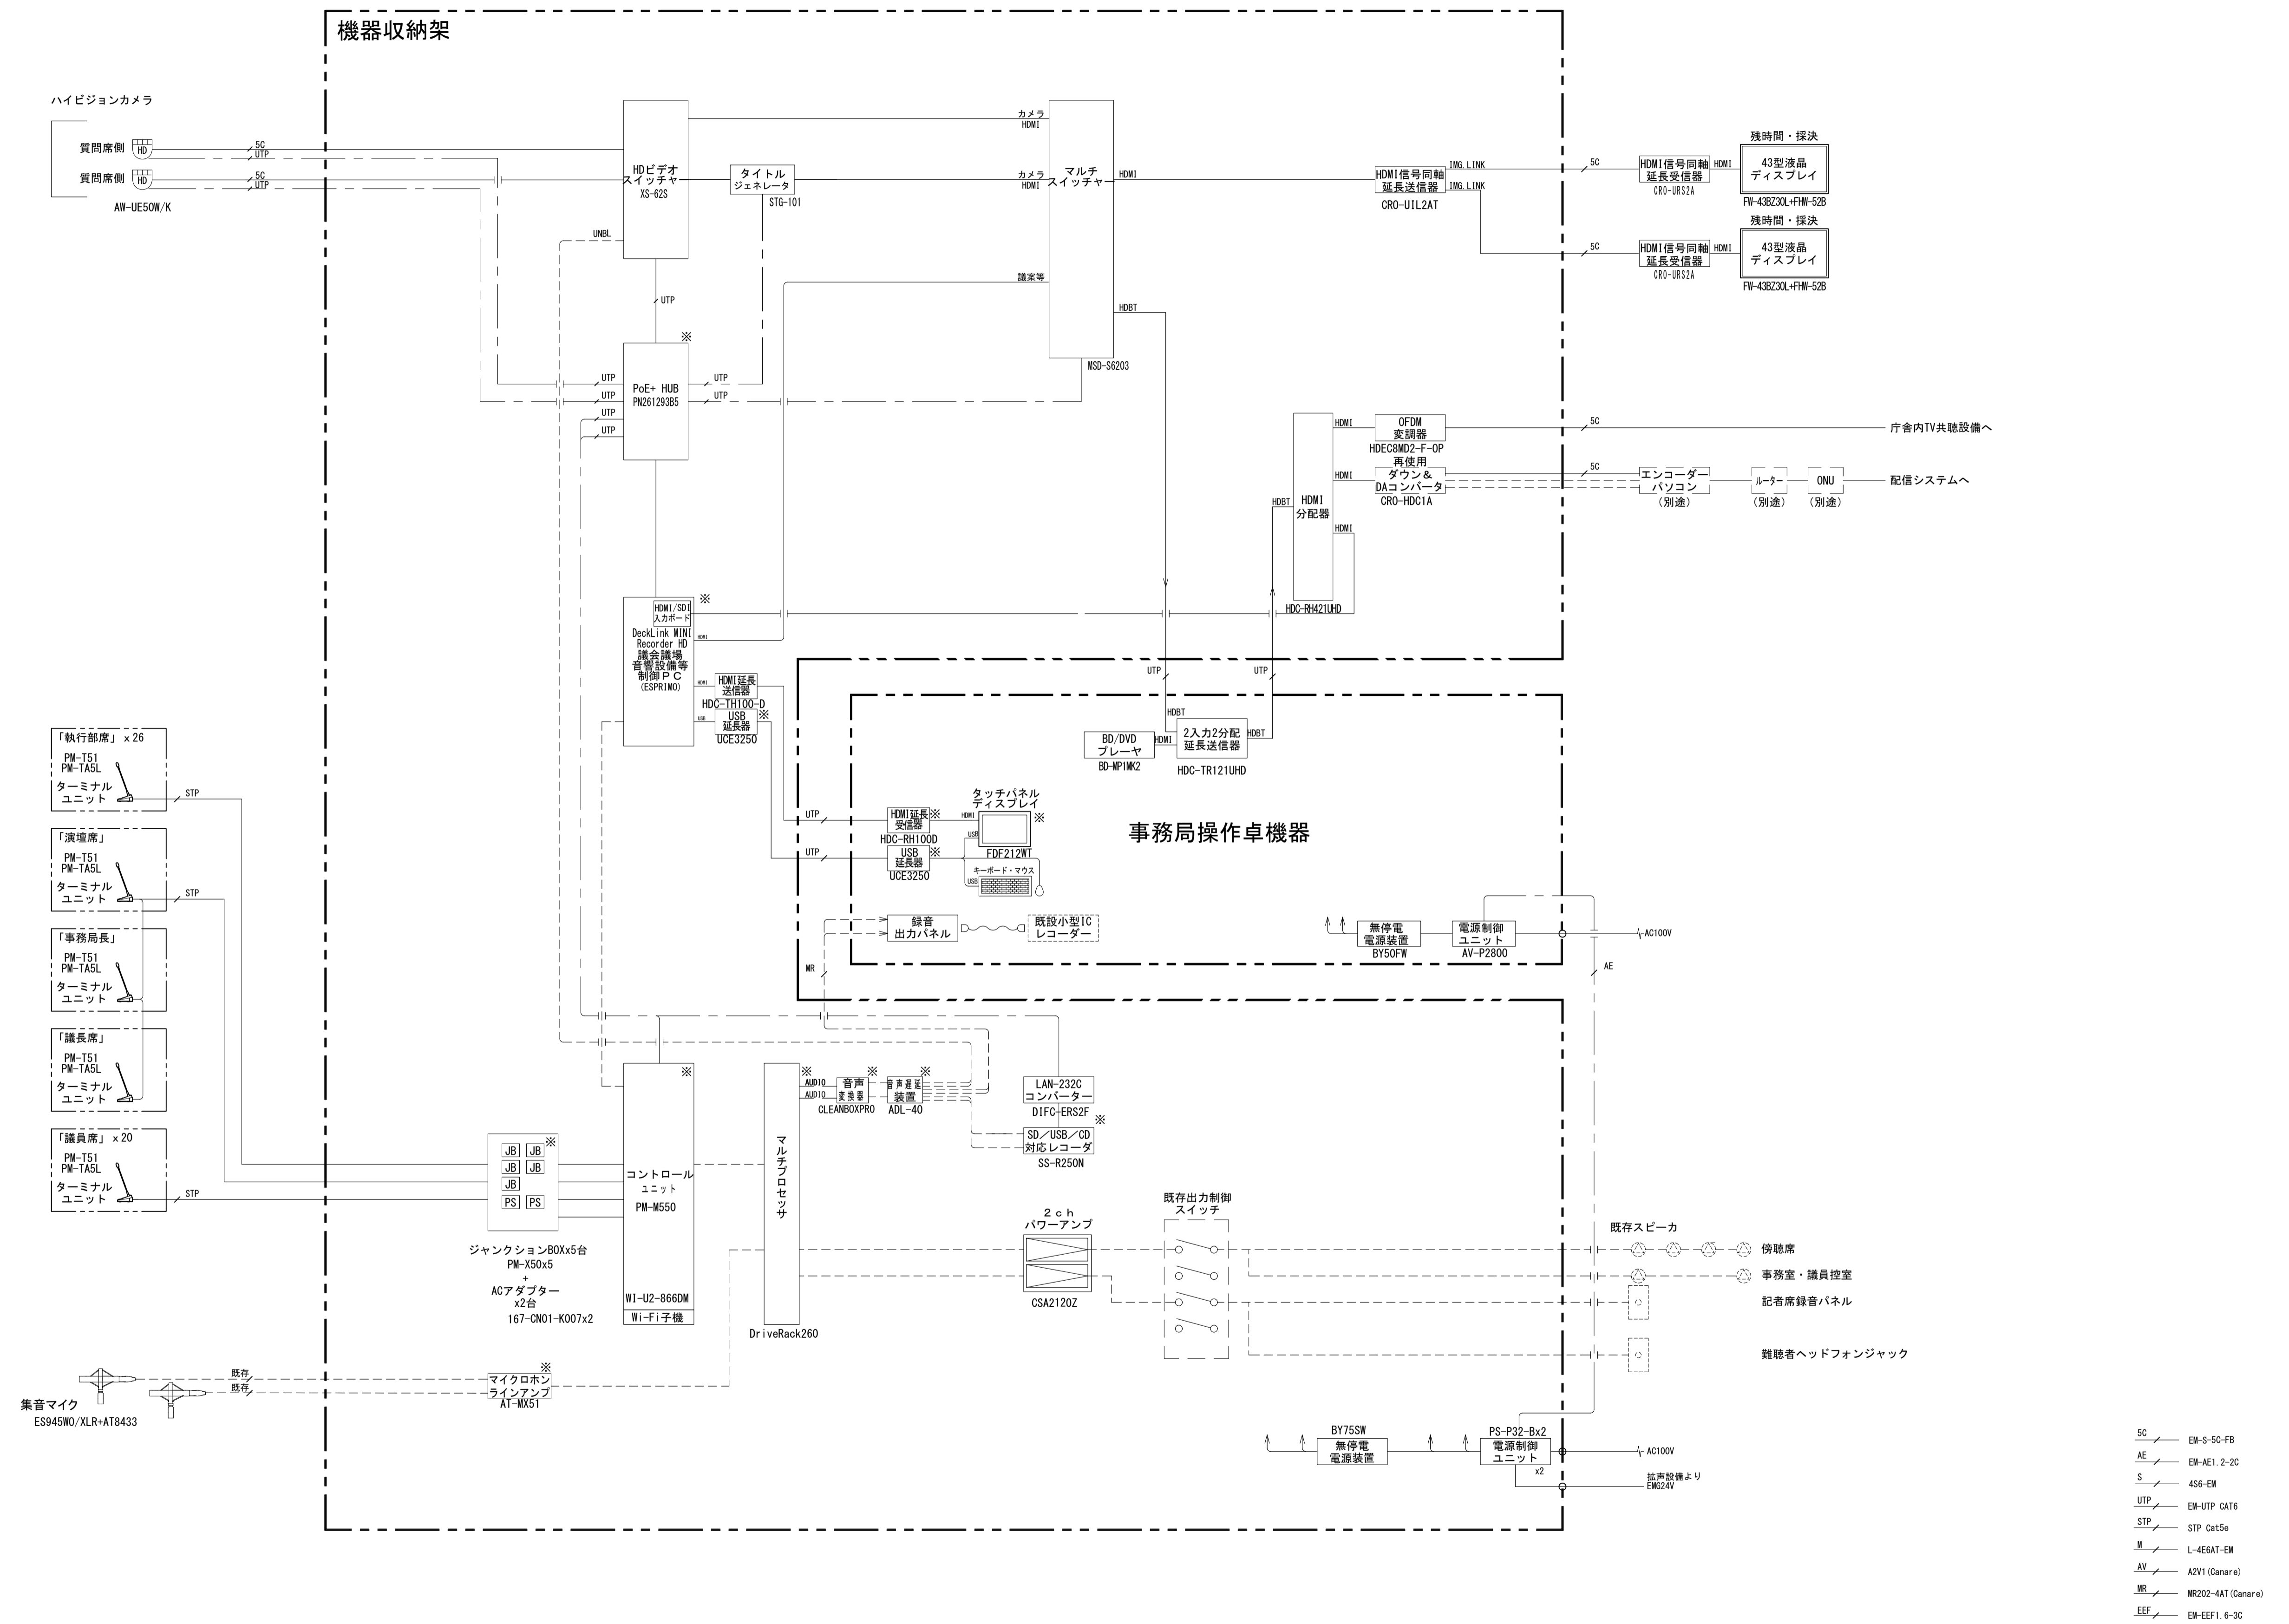 機器収納架
ハイビジョンカメラ
質問席側
HD
5C
UTP
質問席側
HD
5C
UTP
AW-UE50W/K
HDビデオ
スイッチャー
XS-62S
UNBL
UTP
タイトル
ジェネレータ
STG-101
カメラ
HDMI
カメラ
HDMI
議案等
マルチ
スイッチャー
MSD-S6203
HDMI
HDBT
HDMI信号同軸
延長送信器
CRO-UIL2AT
IMG.LINK
IMG.LINK
5C
5C
HDMI信号同軸
延長受信器
CRO-URS2A
HDMI
残時間・採決
43型液晶
ディスプレイ
FW-43BZ30L+FHW-52B
HDMI信号同軸
延長受信器
CRO-URS2A
HDMI
残時間・採決
43型液晶
ディスプレイ
FW-43BZ30L+FHW-52B
※
PoE+ HUB
PN261293B5
UTP
UTP
UTP
UTP
UTP
UTP
HDBT
HDMI
分配器
HDC-RH421UHD
HDMI
HDMI
HDMI
OFDM
変調器
HDEC8MD2-F-OP
再使用
ダウン&
DAコンバータ
CRO-HDC1A
5C
庁舎内TV共聴設備へ
5C
エンコーダー
パソコン
(別途)
ルーター
(別途)
ONU
(別途)
配信システムへ
HDMI/SDI
入力ボード
※
DeckLink MINI
Recorder HD
議会議場
音響設備等
制御PC
(ESPRIMO)
HDMI
HDMI
USB
HDMI延長
送信器
HDC-TH100-D
USB
延長器
※
UCE3250
UTP
UTP
HDBT
BD/DVD
プレーヤ
BD-MP1MK2
HDMI
2入力2分配
延長送信器
HDC-TR121UHD
HDBT
事務局操作卓機器
UTP
UTP
HDMI延長
受信器
※
HDC-RH100D
USB
延長器
※
UCE3250
HDMI
USB
USB
タッチパネル
ディスプレイ
※
FDF212WT
キーボード・マウス
録音
出力パネル
既設小型IC
レコーダー
MR
無停電
電源装置
BY50FW
電源制御
ユニット
AV-P2800
AC100V
AE
「執行部席」 x 26
PM-T51
PM-TA5L
ターミナル
ユニット
STP
「演壇席」
PM-T51
PM-TA5L
ターミナル
ユニット
STP
「事務局長」
PM-T51
PM-TA5L
ターミナル
ユニット
「議長席」
PM-T51
PM-TA5L
ターミナル
ユニット
「議員席」 x 20
PM-T51
PM-TA5L
ターミナル
ユニット
STP
※
JB JB
JB JB
JB
PS PS
ジャンクションBOXx5台
PM-X50x5
+
ACアダプター
x2台
167-CN01-K007x2
※
コントロール
ユニット
PM-M550
WI-U2-866DM
Wi-Fi子機
※
マルチプロセッサ
DriveRack260
AUDIO
AUDIO
※
音声
変換器
CLEANBOXPRO
※
音声遅延
装置
ADL-40
LAN-232C
コンバーター
DIFC-ERS2F
※
SD/USB/CD
対応レコーダ
SS-R250N
2ch
パワーアンプ
CSA2120Z
既存出力制御
スイッチ
既存スピーカ
傍聴席
事務室・議員控室
記者席録音パネル
難聴者ヘッドフォンジャック
既存
既存
集音マイク
ES945WO/XLR+AT8433
※
マイクロホン
ラインアンプ
AT-MX51
BY75SW
無停電
電源装置
PS-P32-Bx2
電源制御
ユニット
x2
AC100V
拡声設備より
EMG24V
5C EM-S-5C-FB
AE EM-AE1.2-2C
S 4S6-EM
UTP EM-UTP CAT6
STP STP Cat5e
M L-4E6AT-EM
AV A2V1(Canare)
MR MR202-4AT(Canare)
EEF EM-EEF1.6-3C